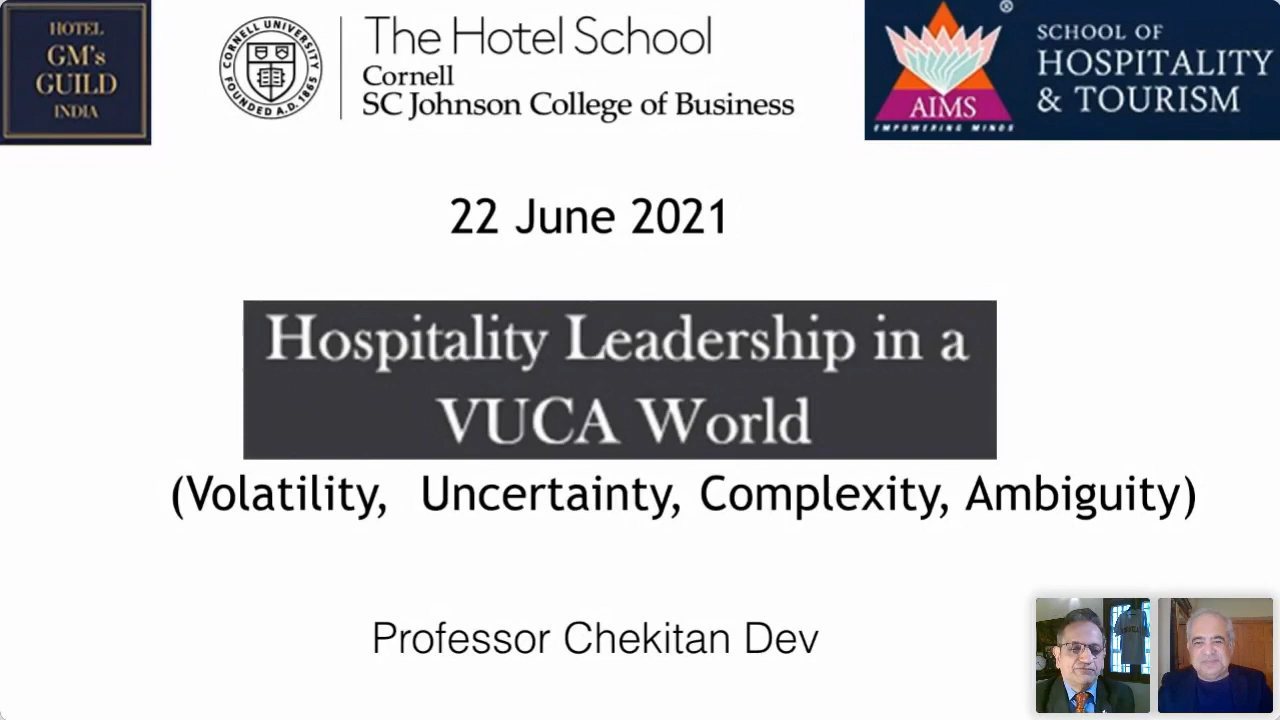 HOTEL
GM's
GUILD
INDIA
CORNELL UNIVERSITY
FOUNDED A.D. 1865
The Hotel School
Cornell
SC Johnson College of Business
®
AIMS
EMPOWERING MINDS
SCHOOL OF
HOSPITALITY
& TOURISM
22 June 2021
Hospitality Leadership in a
VUCA World
(Volatility, Uncertainty, Complexity, Ambiguity)
Professor Chekitan Dev